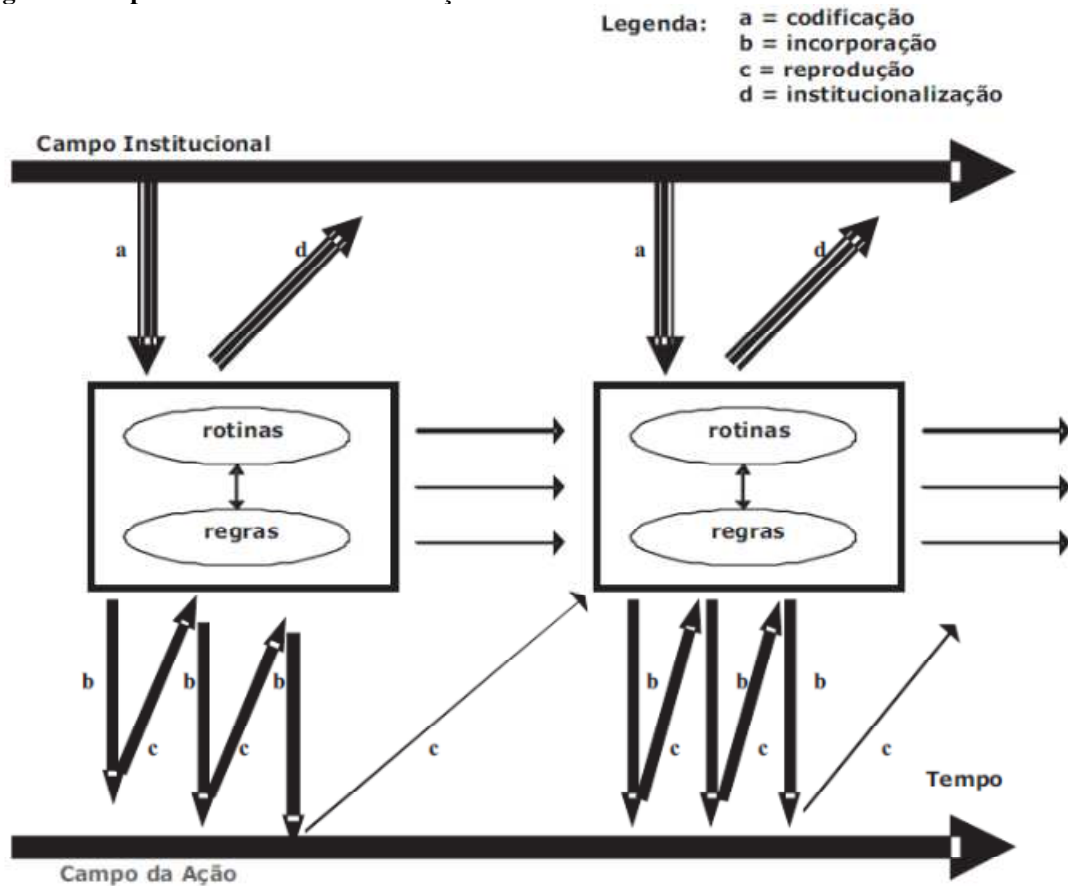 Legenda: a = codificação
b = incorporação
c = reprodução
d = institucionalização
Campo Institucional
a d a d
rotinas rotinas
regras regras
b b b b b b
c c c c c c
Tempo
Campo da Ação